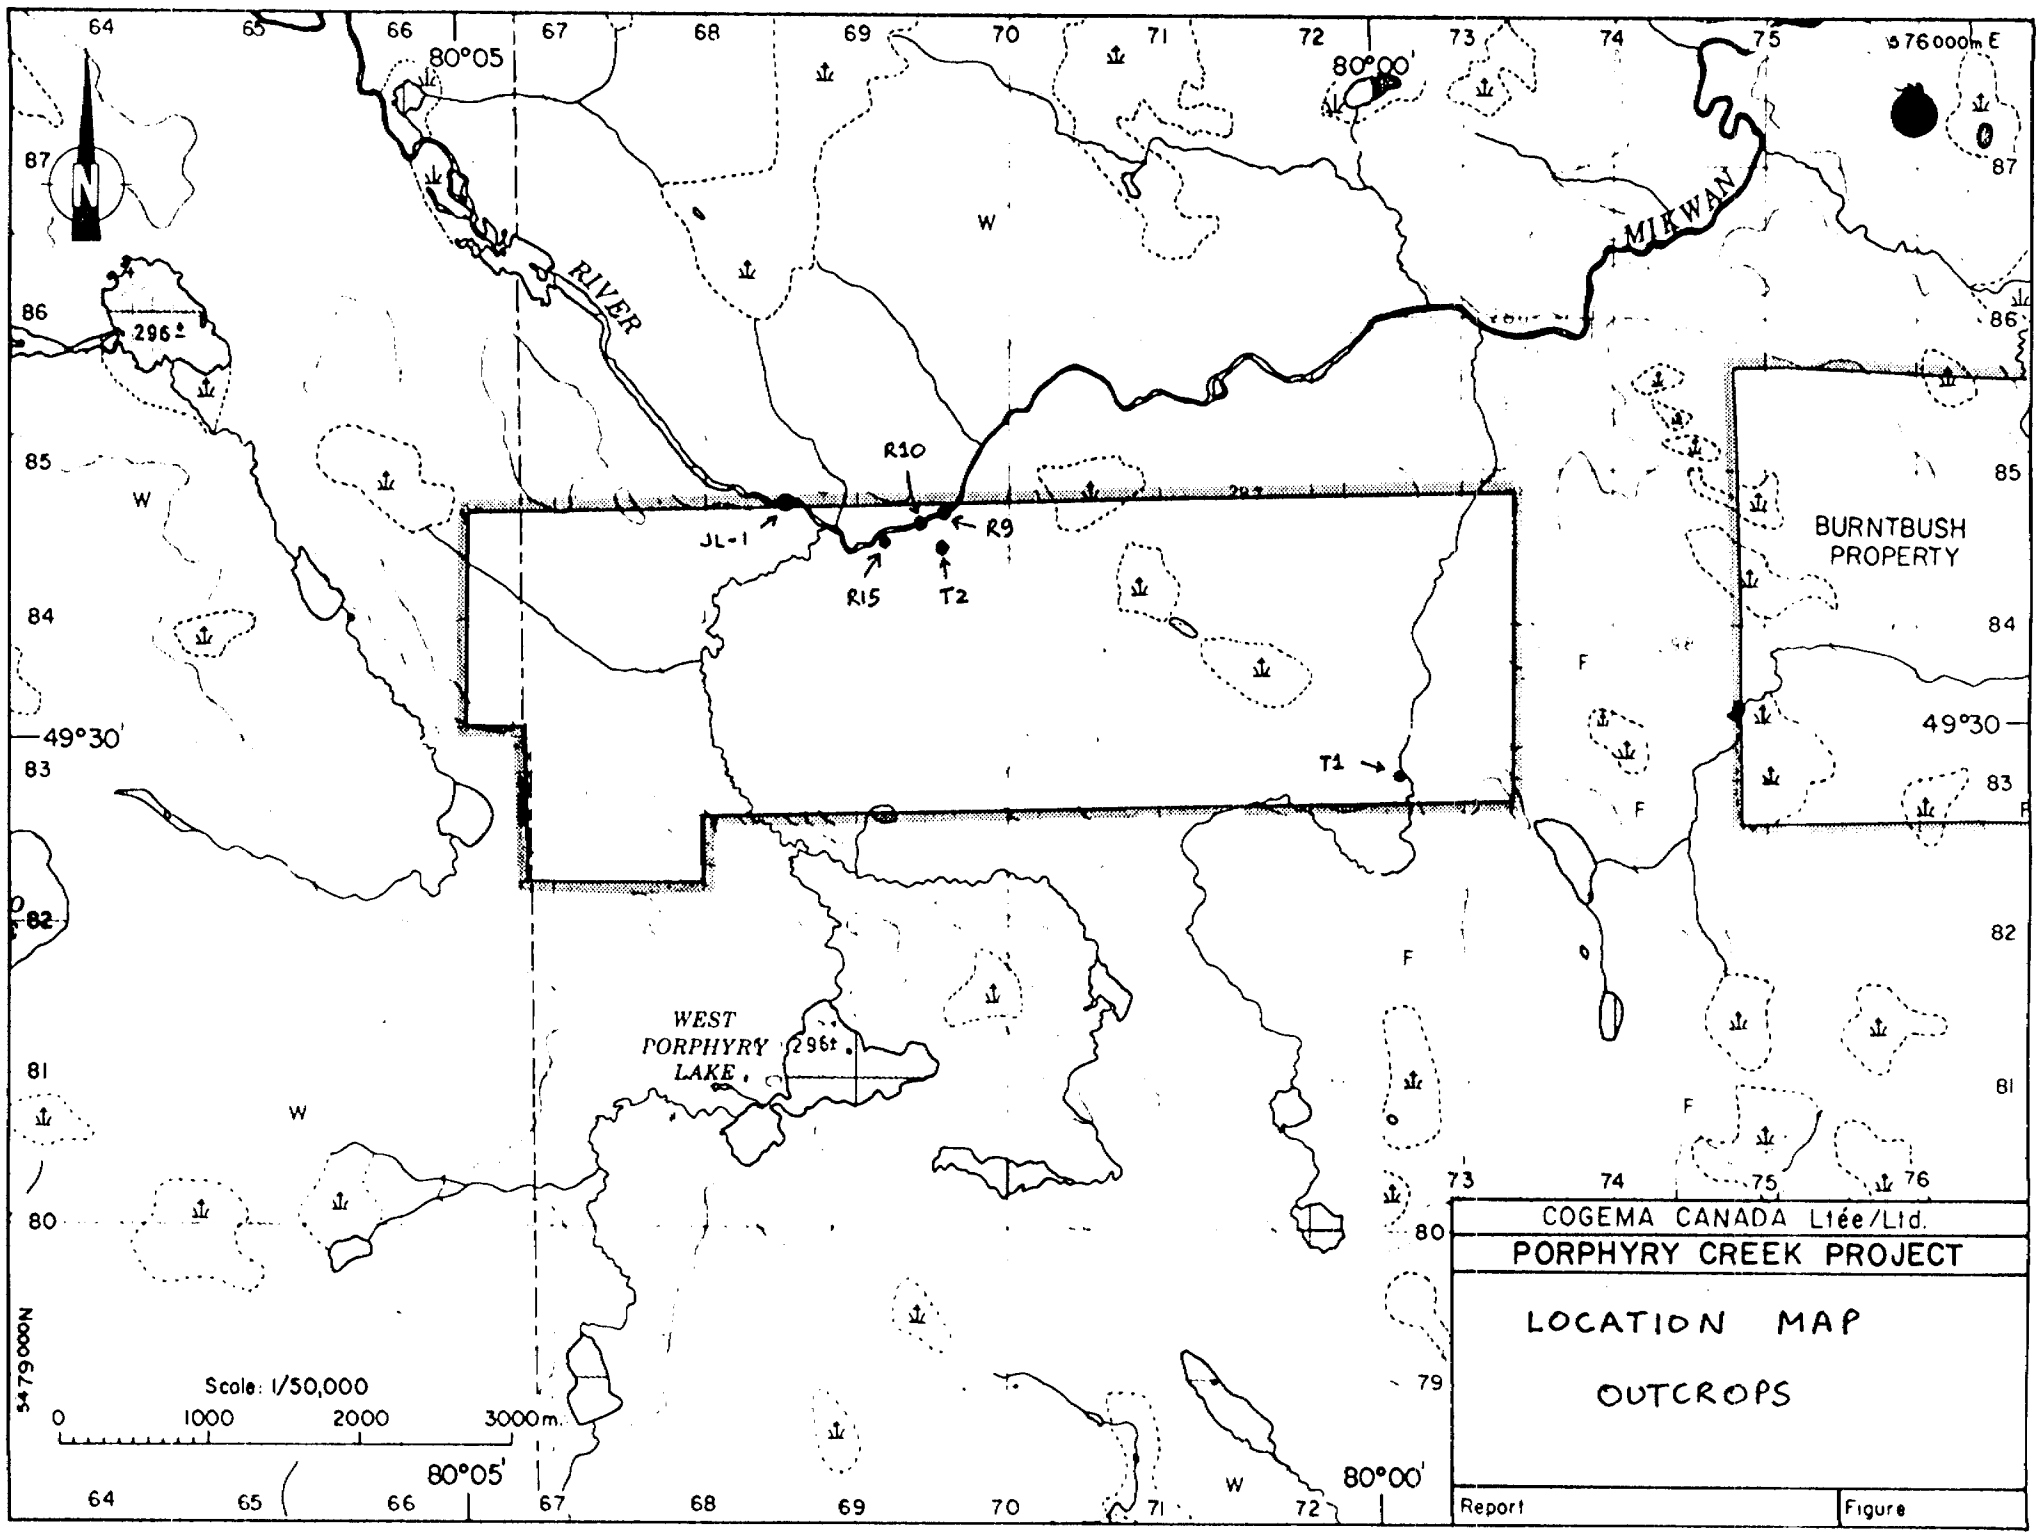 64 65 66 67 68 69 70 71 72 73 74 75 576000m E
80°05' 80°00'
N
87 87
W
MIKWAN
RIVER
86 86
296±
85 85
W
R10
R9
JL-1
R15 T2
BURNTBUSH
PROPERTY
84 84
F
49°30' 49°30
T1
83 83
F F
82 82
F
WEST
PORPHYRY
LAKE
296±
81 81
W
F
73 74 75 76
80 80
COGEMA CANADA Ltée/Ltd.
PORPHYRY CREEK PROJECT
LOCATION MAP
OUTCROPS
5479000N
79
Scale: 1/50,000
0 1000 2000 3000m.
80°05' 80°00'
W
64 65 66 67 68 69 70 71 72
Report Figure